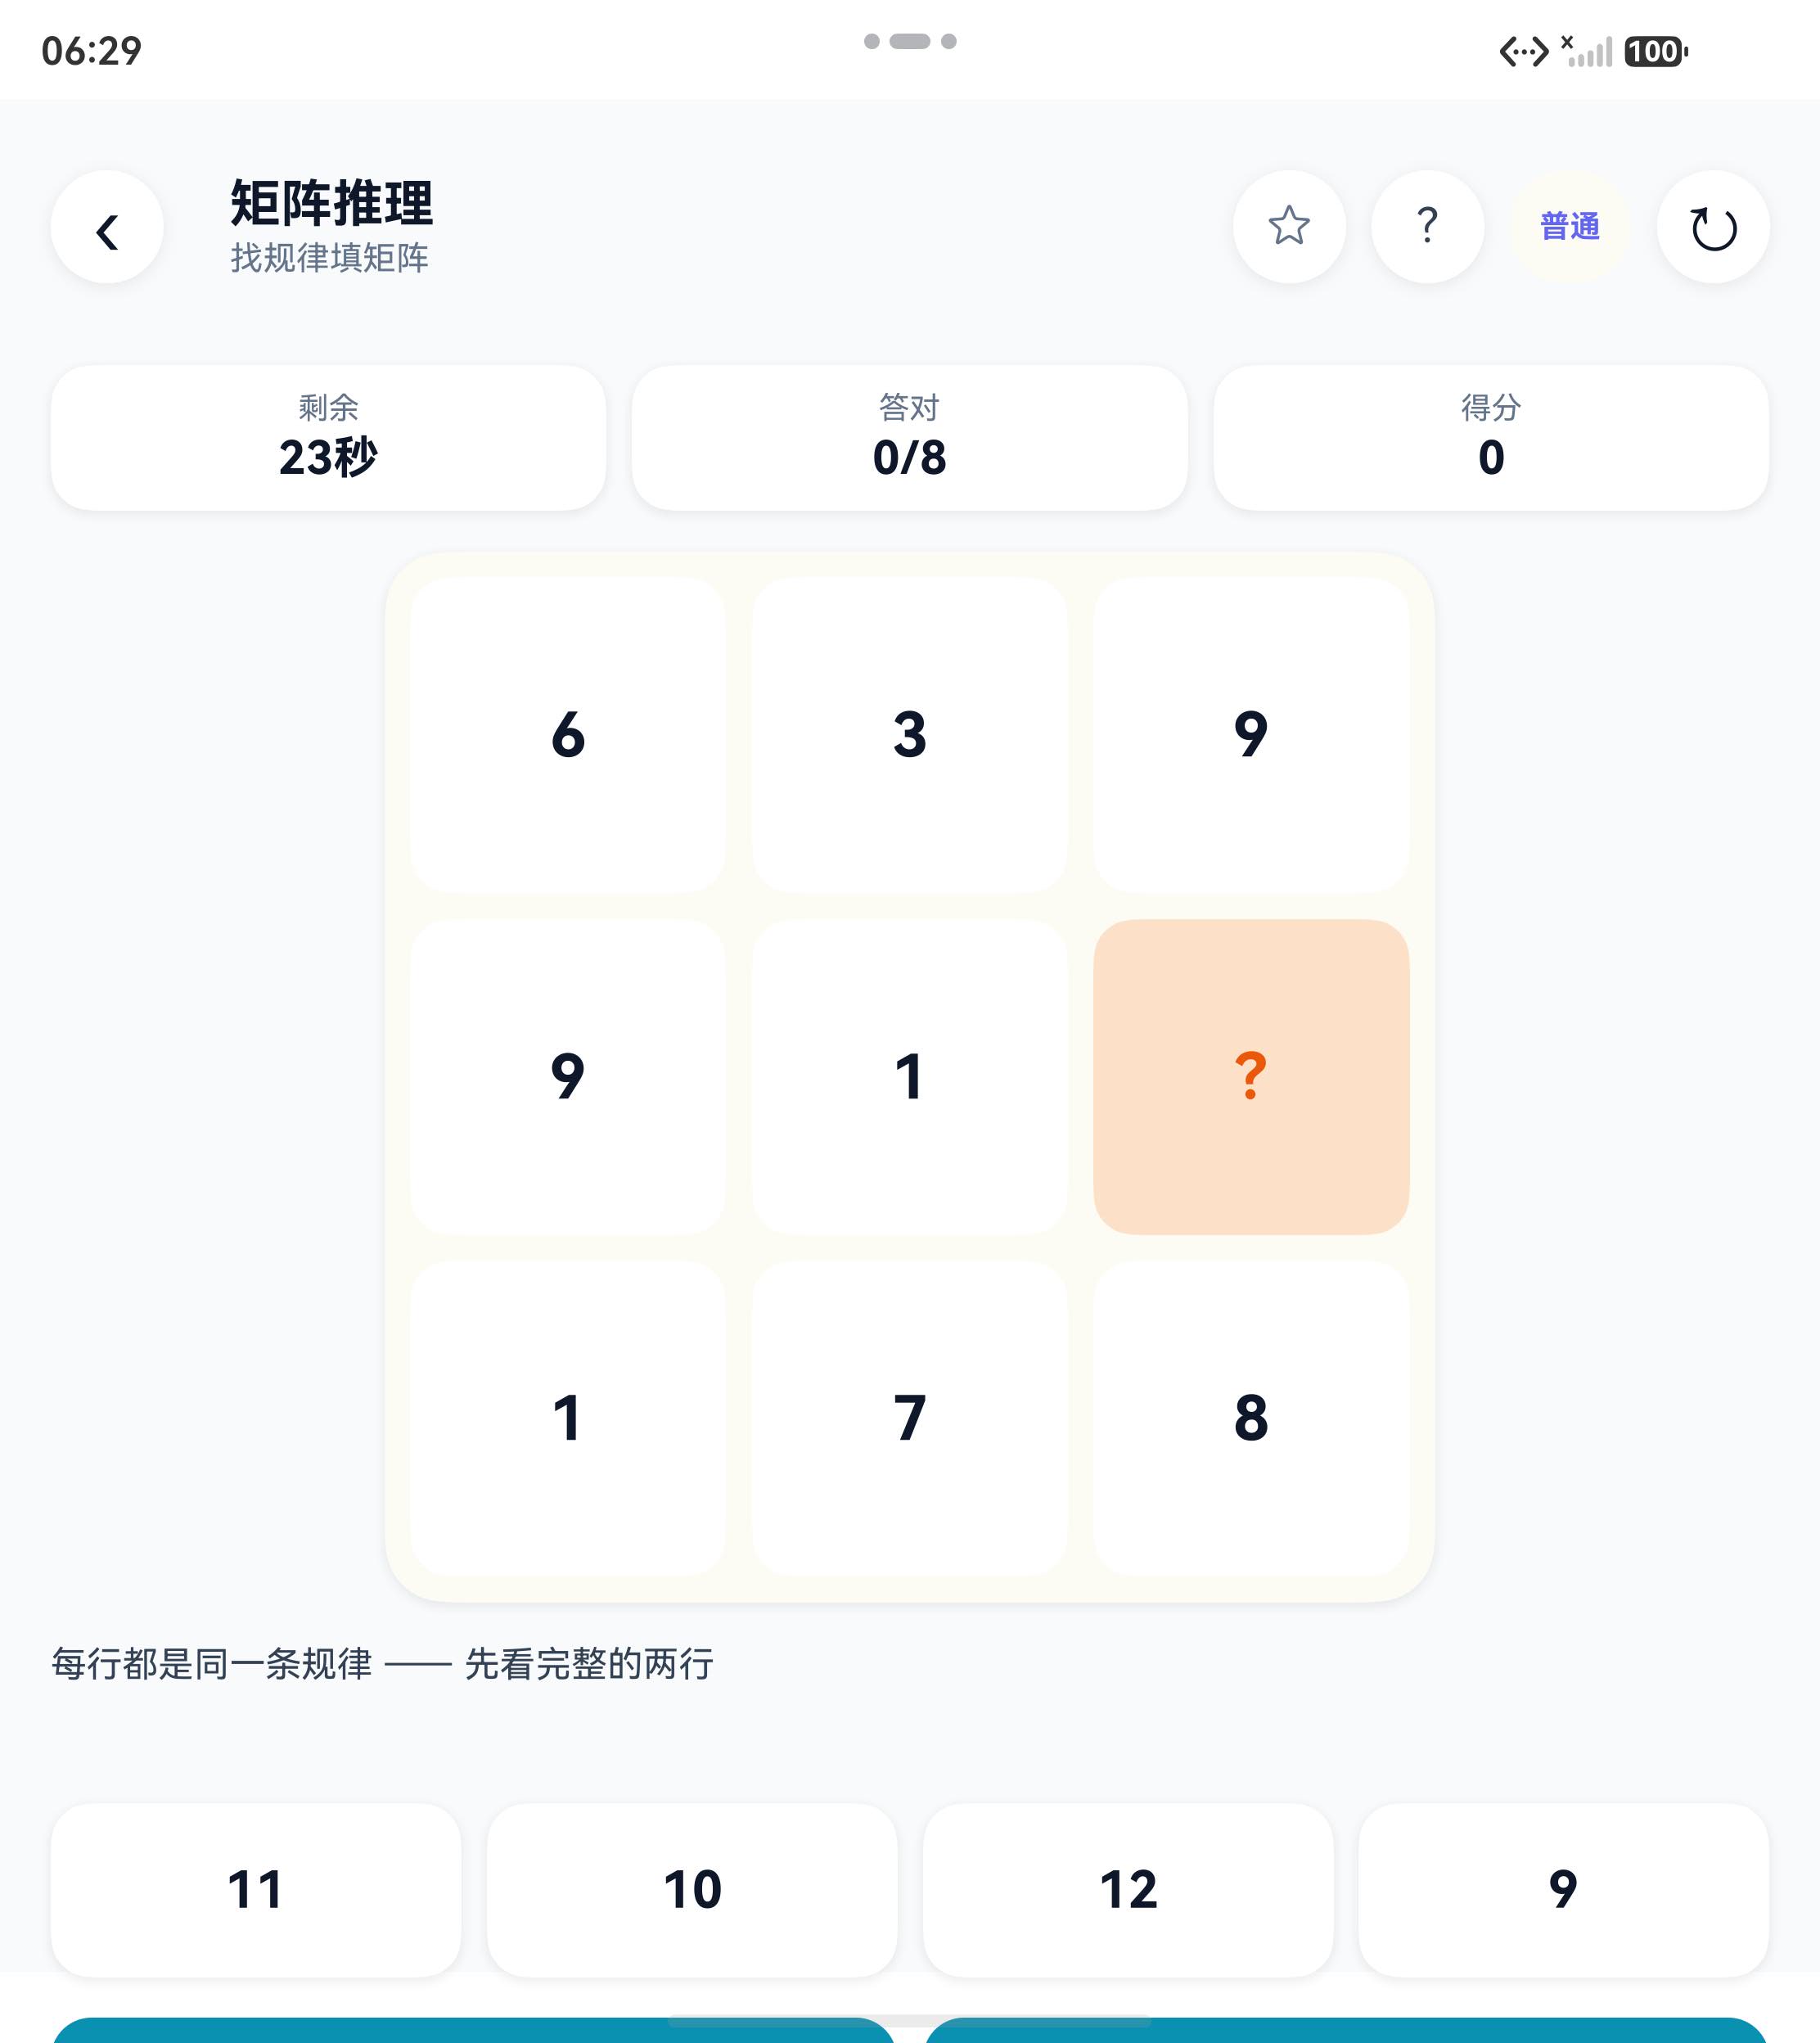 06:29
100
矩阵推理
找规律填矩阵
?
普通
剩余
23秒
答对
0/8
得分
0
6 3 9
9 1 ?
1 7 8
每行都是同一条规律 —— 先看完整的两行
11 10 12 9